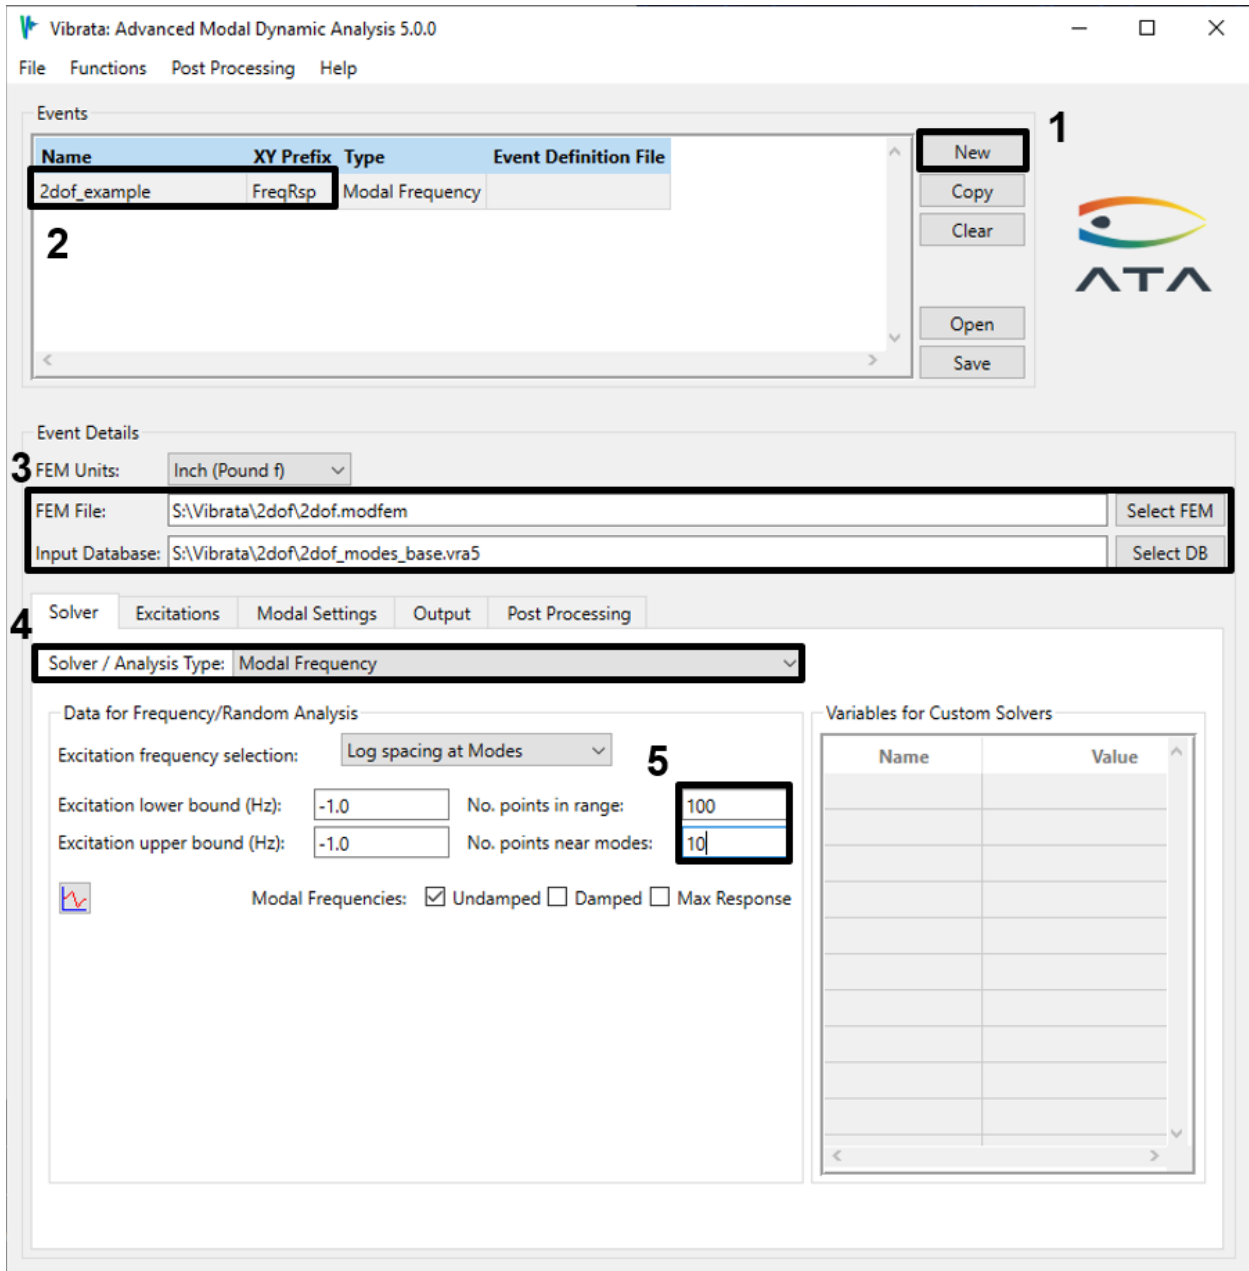 Vibrata: Advanced Modal Dynamic Analysis 5.0.0
File Functions Post Processing Help
Events
1
Name XY Prefix Type Event Definition File
2dof_example FreqRsp Modal Frequency
2
New
Copy
Clear
Open
Save
ATA
Event Details
3
FEM Units: Inch (Pound f)
FEM File: S:\Vibrata\2dof\2dof.modfem Select FEM
Input Database: S:\Vibrata\2dof\2dof_modes_base.vra5 Select DB
Solver Excitations Modal Settings Output Post Processing
4
Solver / Analysis Type: Modal Frequency
Data for Frequency/Random Analysis
Excitation frequency selection: Log spacing at Modes
5
Excitation lower bound (Hz): -1.0 No. points in range: 100
Excitation upper bound (Hz): -1.0 No. points near modes: 10
Modal Frequencies: Undamped Damped Max Response
Variables for Custom Solvers
Name Value